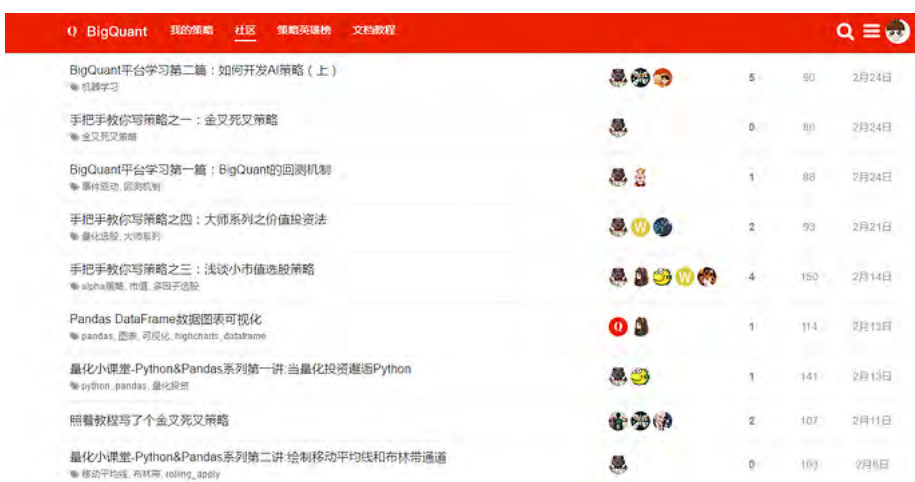 BigQuant 我的策略 社区 策略英雄榜 文档教程
BigQuant平台学习第二篇：如何开发AI策略（上） 5 90 2月24日
机器学习
手把手教你写策略之一：金叉死叉策略 0 80 2月24日
金叉死叉策略
BigQuant平台学习第一篇：BigQuant的回测机制 1 88 2月24日
事件驱动, 回测机制
手把手教你写策略之四：大师系列之价值投资法 W 2 93 2月21日
量化选股, 大师系列
手把手教你写策略之三：浅谈小市值选股策略 W 4 150 2月14日
alpha策略, 市值, 多因子选股
Pandas DataFrame数据图表可视化 1 114 2月13日
pandas, 图表, 可视化, highcharts, dataframe
量化小课堂-Python&Pandas系列第一讲:当量化投资邂逅Python 1 141 2月13日
python, pandas, 量化投资
照着教程写了个金叉死叉策略 2 107 2月11日
量化小课堂-Python&Pandas系列第二讲:绘制移动平均线和布林带通道 0 103
移动平均线, 布林带, rolling_apply